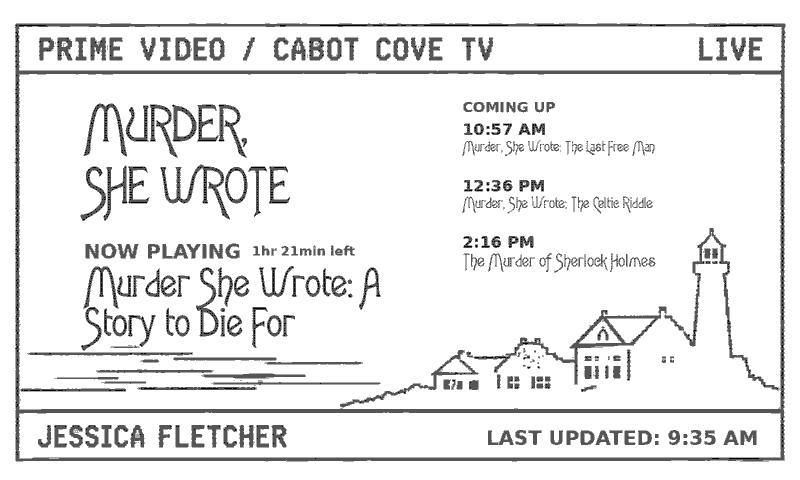 PRIME VIDEO / CABOT COVE TV
LIVE
MURDER,
SHE WROTE
NOW PLAYING 1hr 21min left
Murder She Wrote: A
Story to Die For
COMING UP
10:57 AM
Murder, She Wrote: The Last Free Man
12:36 PM
Murder, She Wrote; The Celtic Riddle
2:16 PM
The Murder of Sherlock Holmes
JESSICA FLETCHER
LAST UPDATED: 9:35 AM